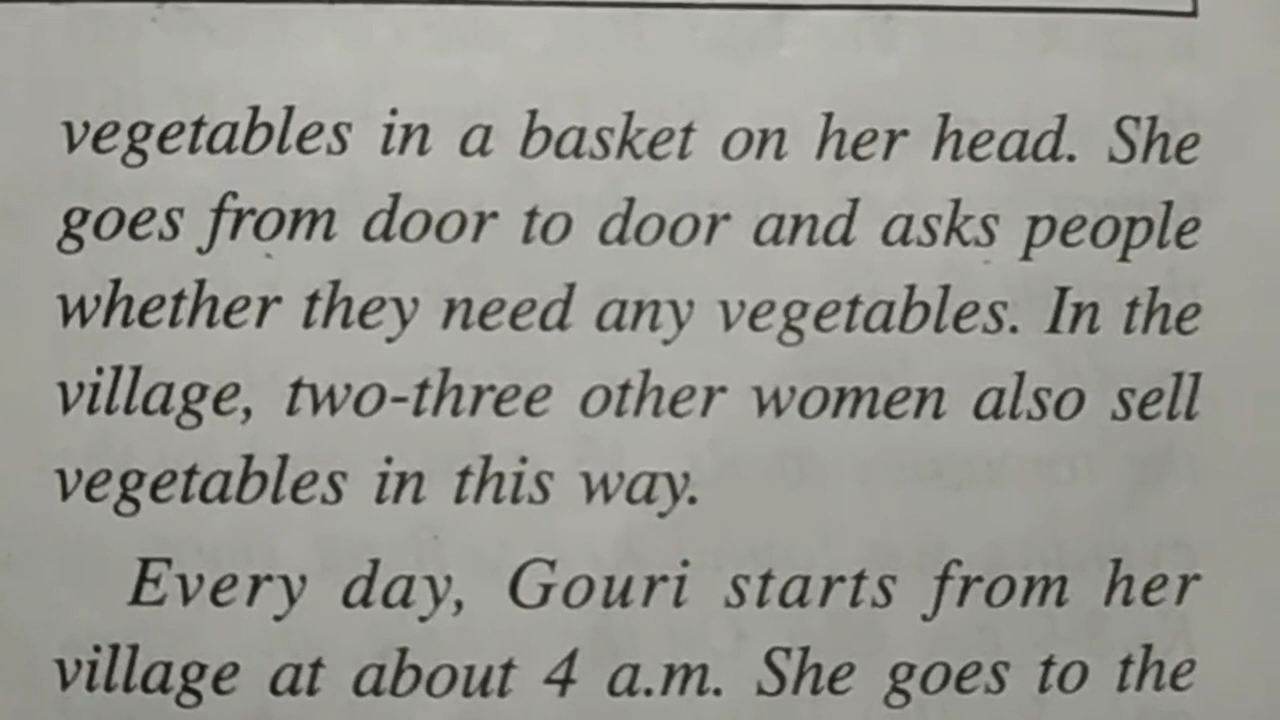 vegetables in a basket on her head. She
goes from door to door and asks people
whether they need any vegetables. In the
village, two-three other women also sell
vegetables in this way.
Every day, Gouri starts from her
village at about 4 a.m. She goes to the